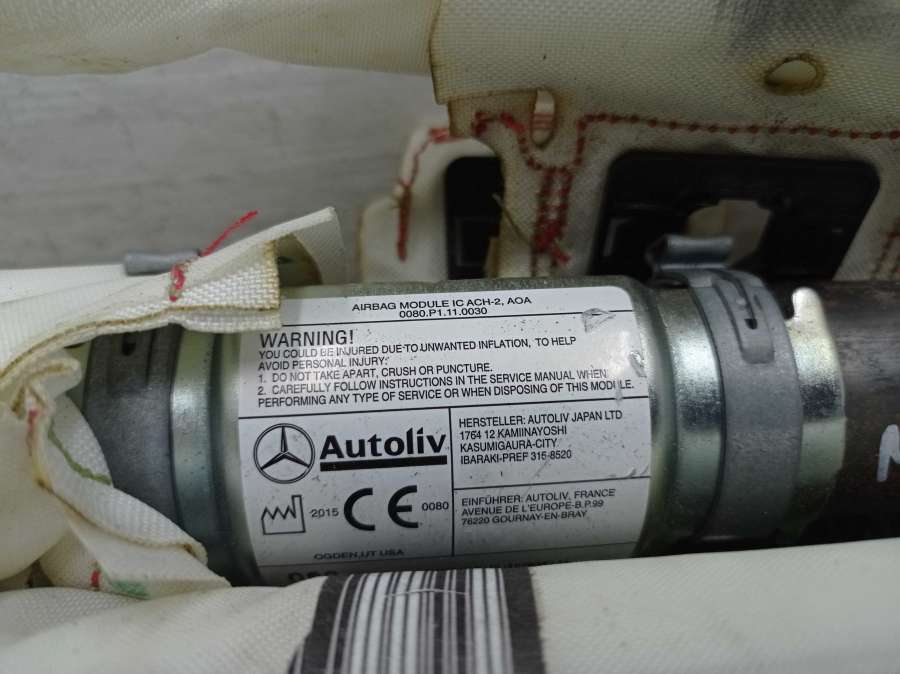 AIRBAG MODULE IC ACH-2, AOA
0080.P1.11.0030
WARNING!
YOU COULD BE INJURED DUE TO UNWANTED INFLATION, TO HELP
AVOID PERSONAL INJURY:
1. DO NOT TAKE APART, CRUSH OR PUNCTURE.
2. CAREFULLY FOLLOW INSTRUCTIONS IN THE SERVICE MANUAL WHEN
PERFORMING ANY TYPE OF SERVICE OR WHEN DISPOSING OF THIS MODULE.
Autoliv
2015 CE 0080
OGDEN, UT USA
HERSTELLER: AUTOLIV JAPAN LTD
1764 12 KAMIINAYOSHI
KASUMIGAURA-CITY
IBARAKI-PREF 315-8520
EINFÜHRER: AUTOLIV, FRANCE
AVENUE DE L'EUROPE-B.P.99
76220 GOURNAY-EN-BRAY